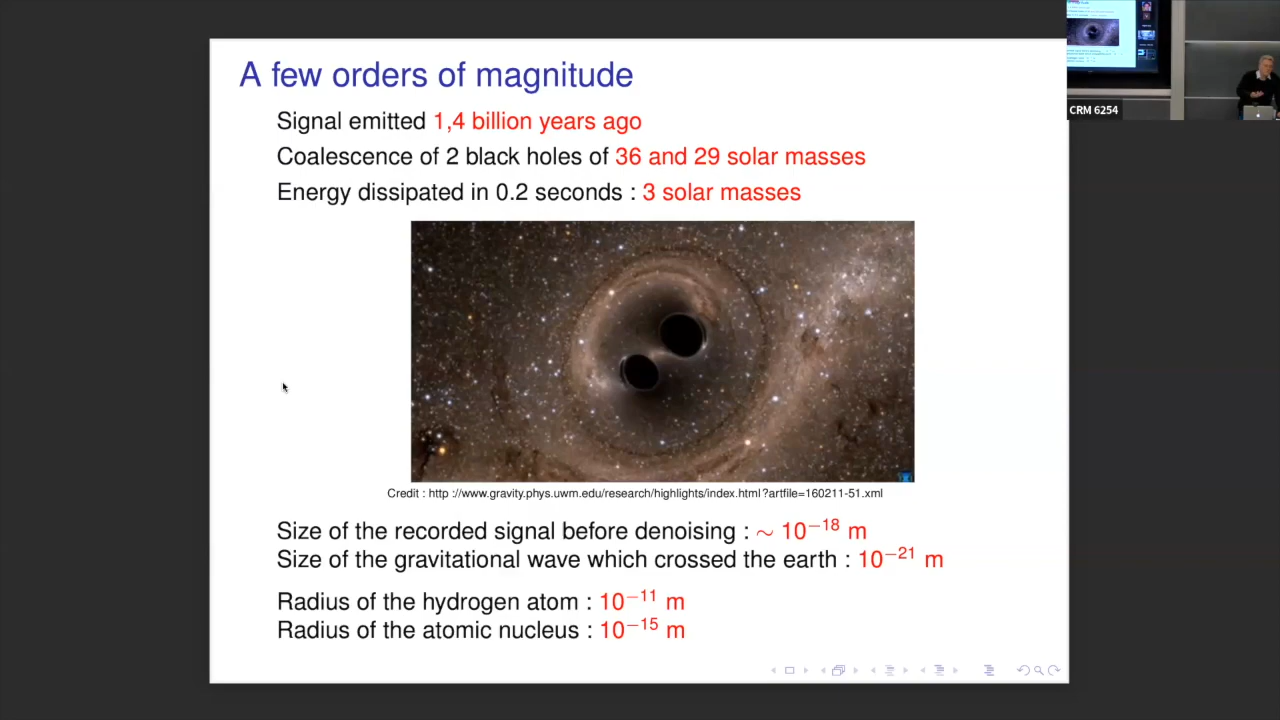 A few orders of magnitude
Signal emitted 1,4 billion years ago
Coalescence of 2 black holes of 36 and 29 solar masses
Energy dissipated in 0.2 seconds : 3 solar masses
Credit : http ://www.gravity.phys.uwm.edu/research/highlights/index.html?artfile=160211-51.xml
Size of the recorded signal before denoising : ∼ 10⁻¹⁸ m
Size of the gravitational wave which crossed the earth : 10⁻²¹ m
Radius of the hydrogen atom : 10⁻¹¹ m
Radius of the atomic nucleus : 10⁻¹⁵ m
CRM 6254